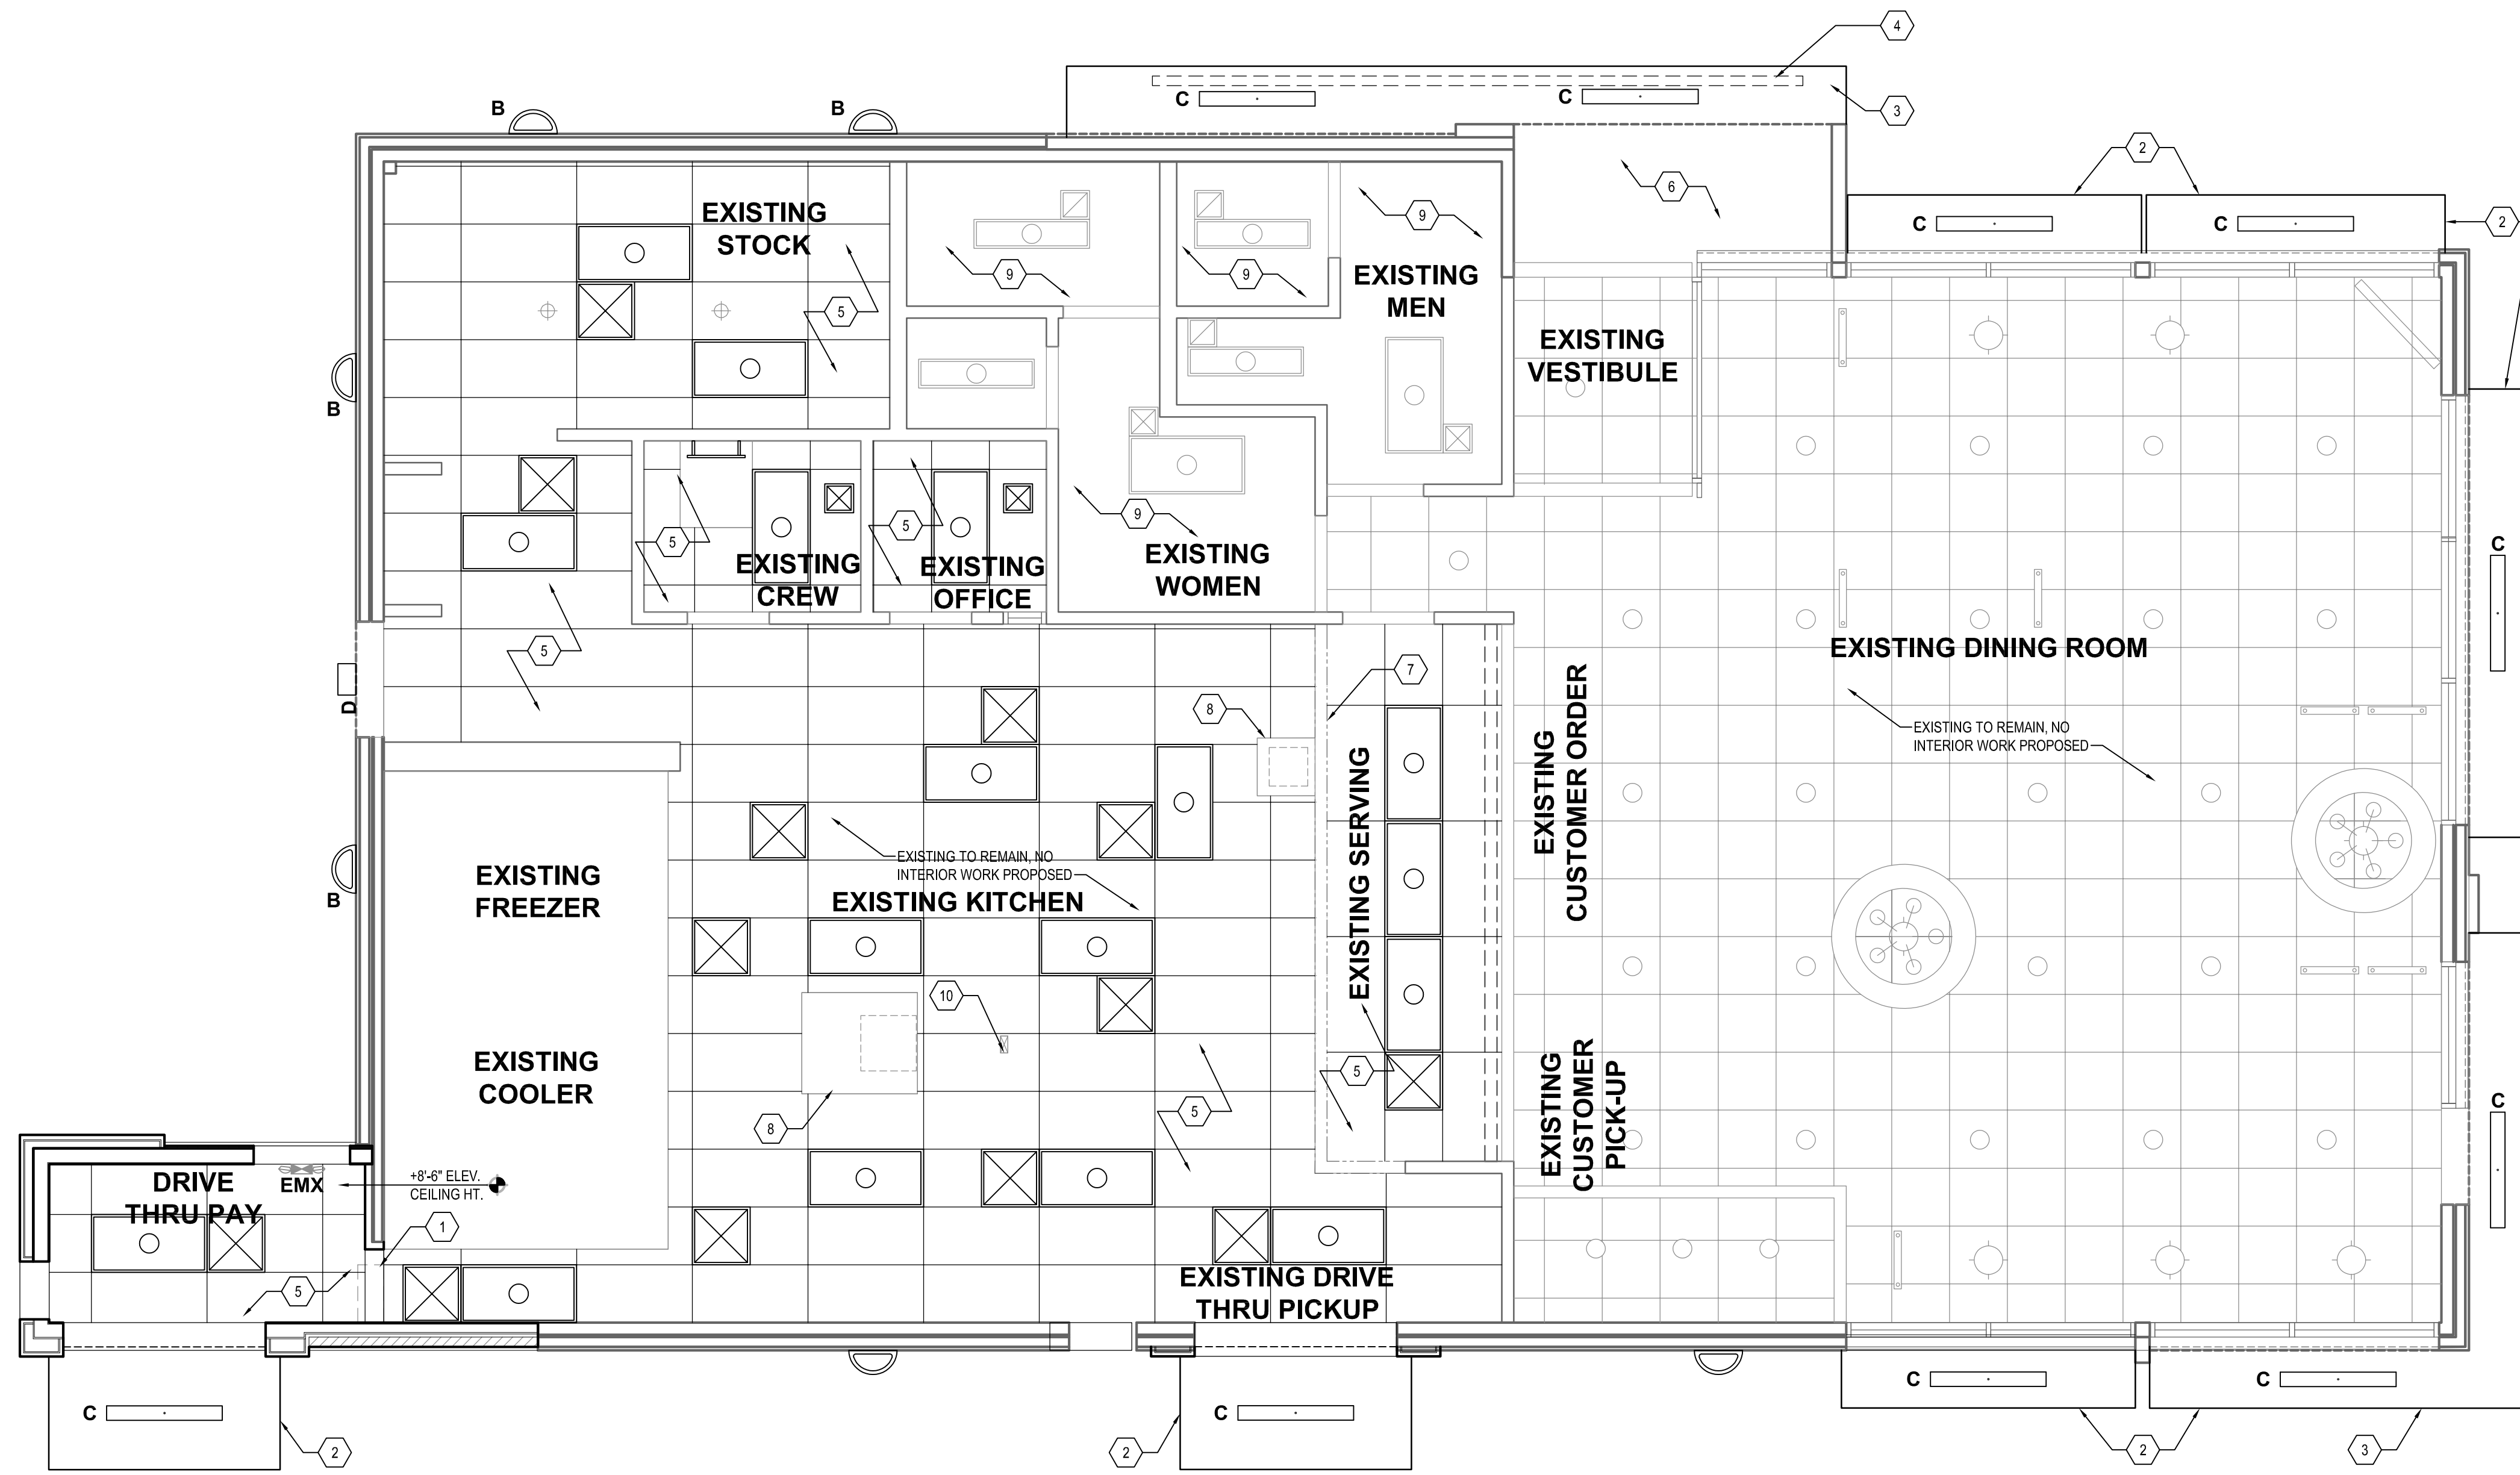 4
B
B
C
C
3
2
6
9
2
C
C
EXISTING
STOCK
9
9
EXISTING
MEN
5
EXISTING
VESTIBULE
B
5
5
9
EXISTING
CREW
EXISTING
OFFICE
EXISTING
WOMEN
C
5
D
8
7
EXISTING
CUSTOMER ORDER
EXISTING DINING ROOM
EXISTING TO REMAIN, NO
INTERIOR WORK PROPOSED
EXISTING SERVING
EXISTING TO REMAIN, NO
INTERIOR WORK PROPOSED
EXISTING KITCHEN
EXISTING
FREEZER
B
10
EXISTING
COOLER
8
5
5
EXISTING
CUSTOMER
PICK-UP
C
DRIVE
THRU PAY
EMX
+8'-6" ELEV.
CEILING HT.
1
5
EXISTING DRIVE
THRU PICKUP
C
2
C
2
C
C
2
3